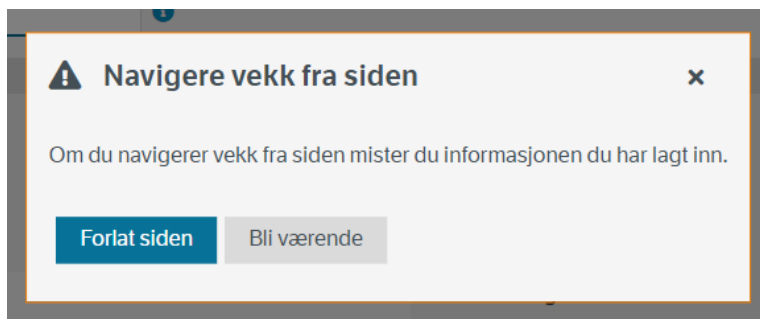 Navigere vekk fra siden
Om du navigerer vekk fra siden mister du informasjonen du har lagt inn.
Forlat siden
Bli værende